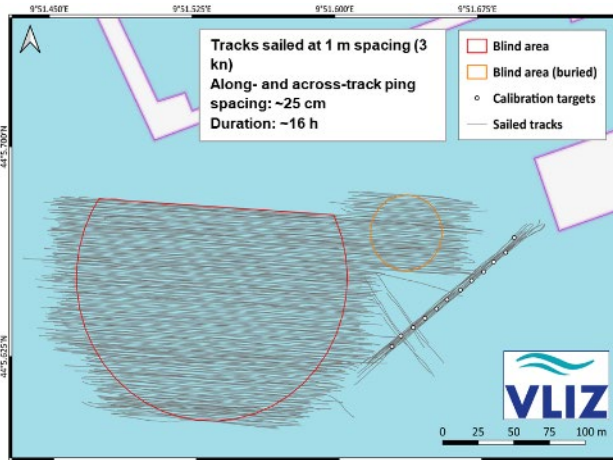 9°51.450' 9°51.525' 9°51.600' 9°51.675'E
Tracks sailed at 1 m spacing (3
kn)
Along- and across-track ping
spacing: ~25 cm
Duration: ~16 h
Blind area
Blind area (buried)
Calibration targets
Sailed tracks
44°5.700'N
44°5.625'N
VLIZ
0 25 50 75 100 m